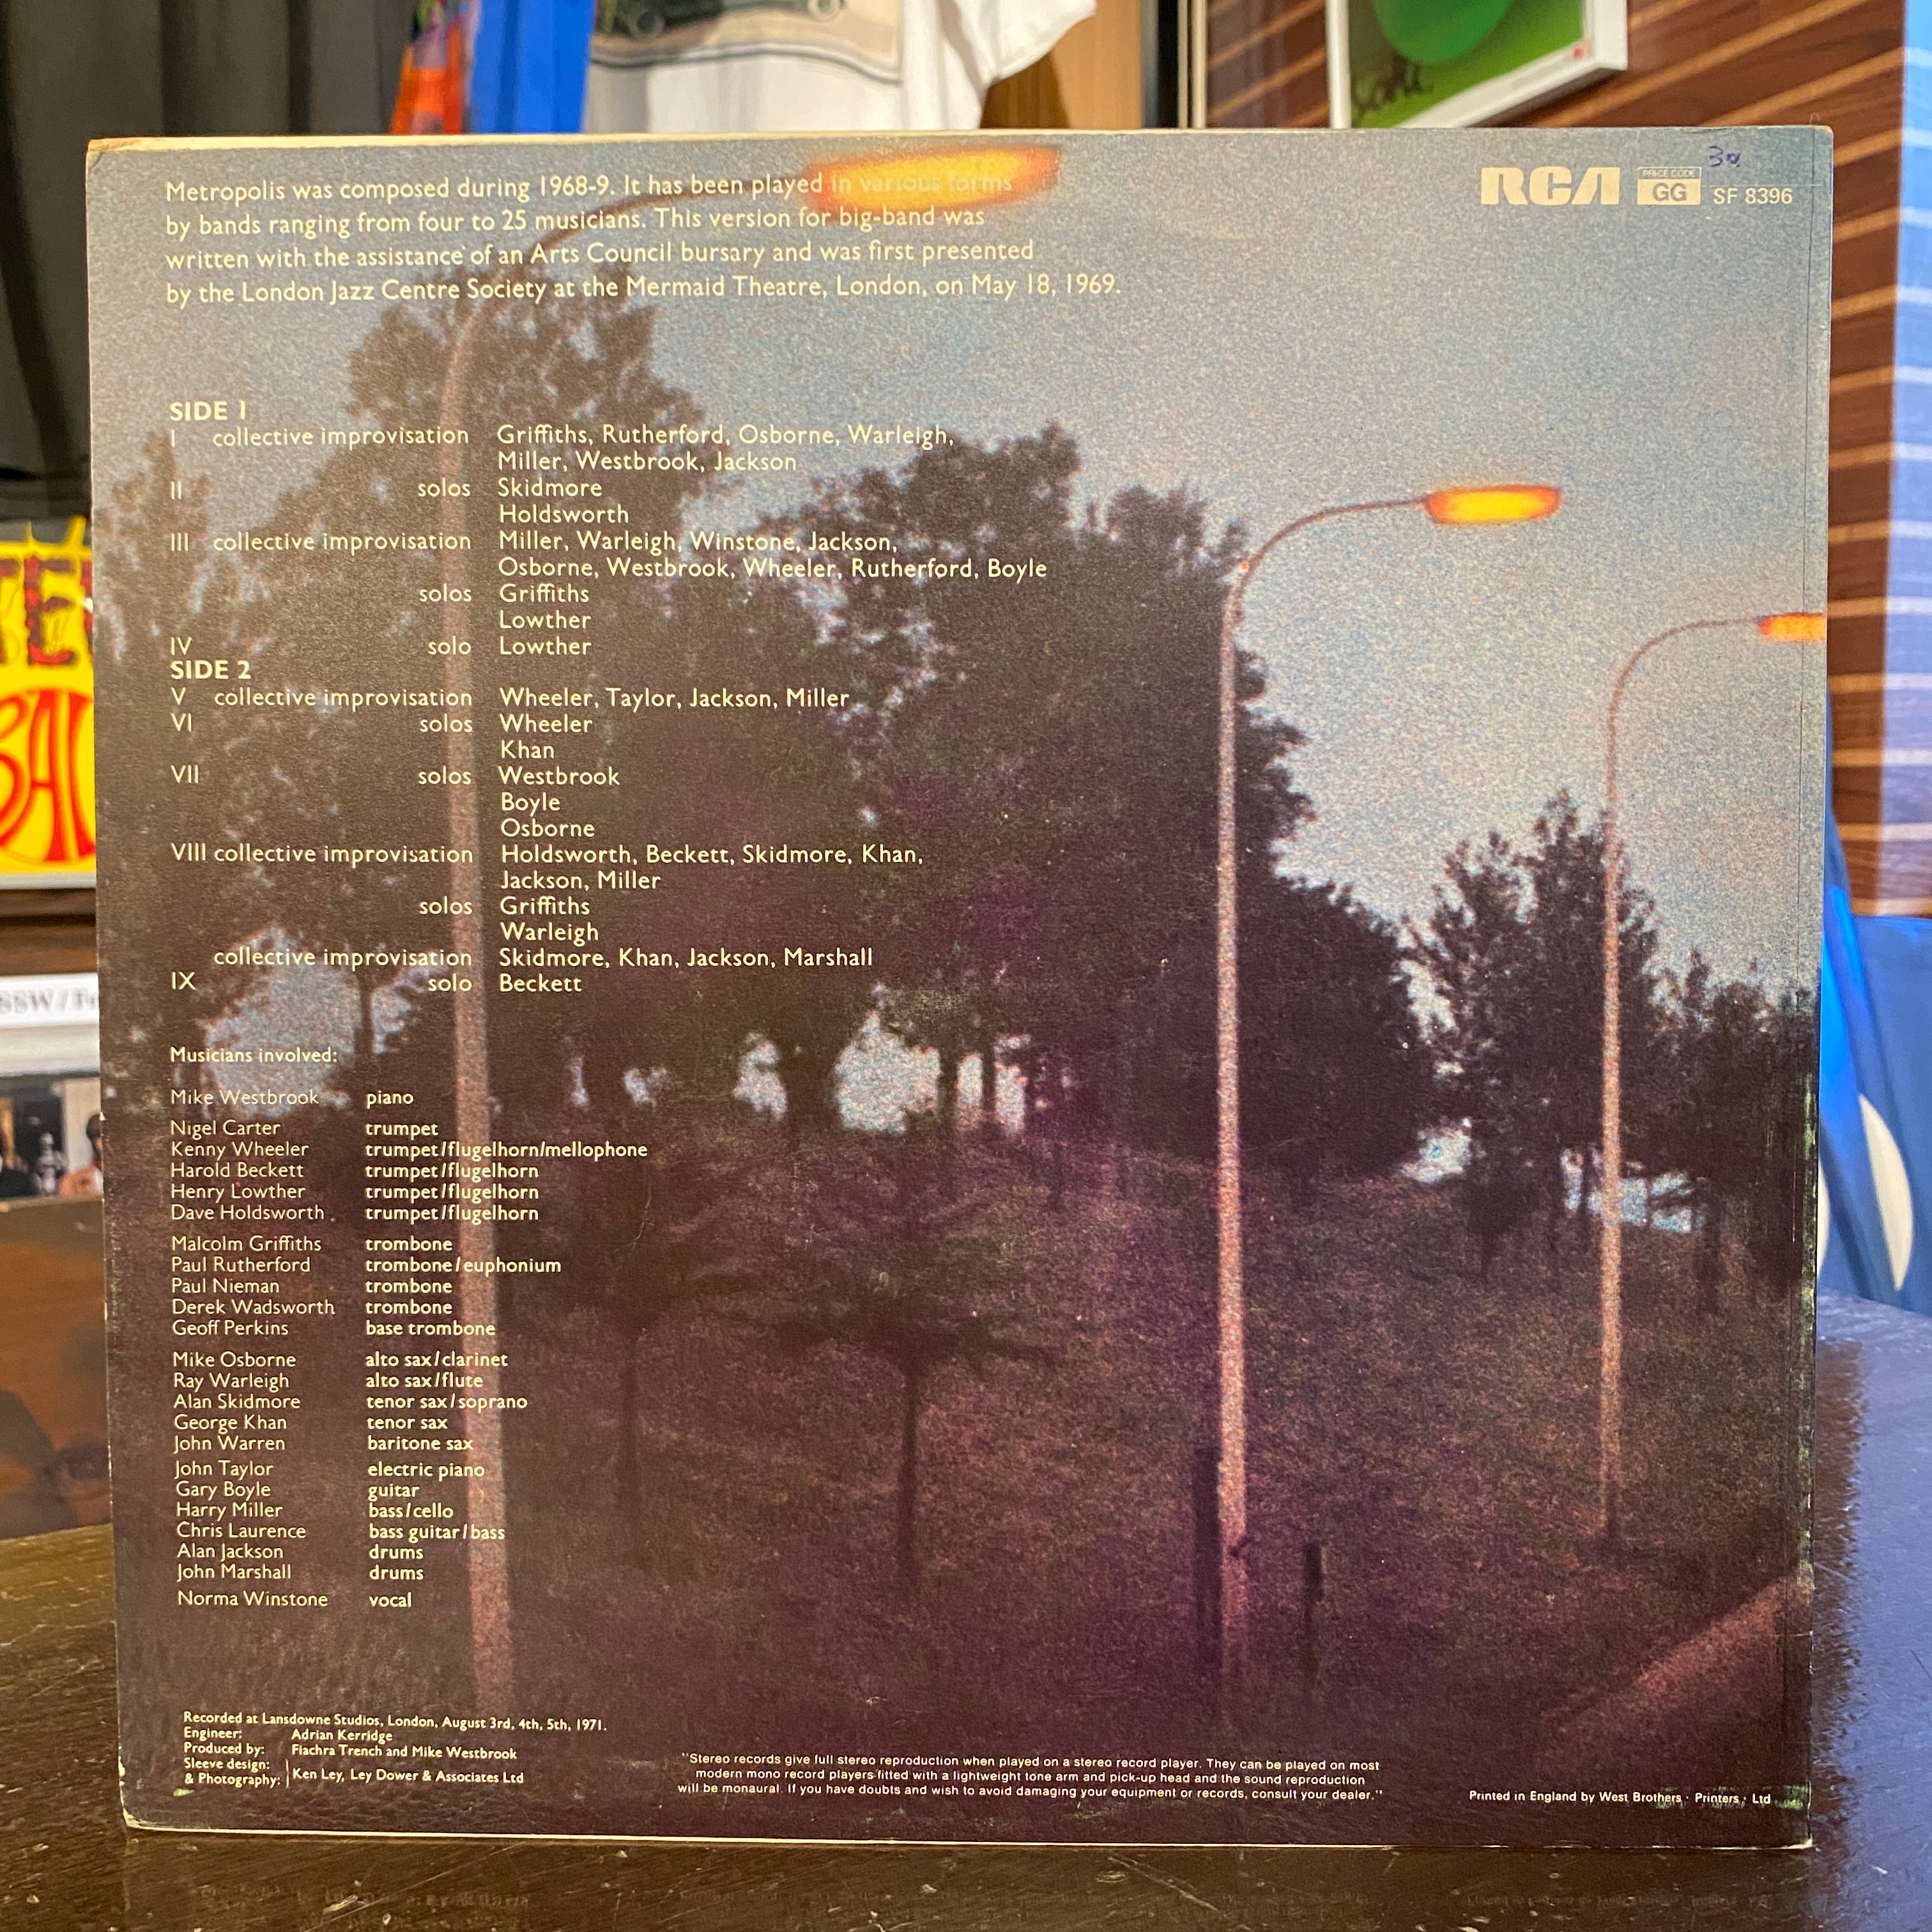 Metropolis was composed during 1968-9. It has been played in various forms
by bands ranging from four to 25 musicians. This version for big-band was
written with the assistance of an Arts Council bursary and was first presented
by the London Jazz Centre Society at the Mermaid Theatre, London, on May 18, 1969.
RCA PRICE CODE GG SF 8396
30
SIDE 1
I collective improvisation Griffiths, Rutherford, Osborne, Warleigh,
Miller, Westbrook, Jackson
II solos Skidmore
Holdsworth
III collective improvisation Miller, Warleigh, Winstone, Jackson,
Osborne, Westbrook, Wheeler, Rutherford, Boyle
solos Griffiths
Lowther
IV solo Lowther
SIDE 2
V collective improvisation Wheeler, Taylor, Jackson, Miller
VI solos Wheeler
Khan
VII solos Westbrook
Boyle
Osborne
VIII collective improvisation Holdsworth, Beckett, Skidmore, Khan,
Jackson, Miller
solos Griffiths
Warleigh
collective improvisation Skidmore, Khan, Jackson, Marshall
IX solo Beckett
Musicians involved:
Mike Westbrook piano
Nigel Carter trumpet
Kenny Wheeler trumpet/flugelhorn/mellophone
Harold Beckett trumpet/flugelhorn
Henry Lowther trumpet/flugelhorn
Dave Holdsworth trumpet/flugelhorn
Malcolm Griffiths trombone
Paul Rutherford trombone/euphonium
Paul Nieman trombone
Derek Wadsworth trombone
Geoff Perkins base trombone
Mike Osborne alto sax/clarinet
Ray Warleigh alto sax/flute
Alan Skidmore tenor sax/soprano
George Khan tenor sax
John Warren baritone sax
John Taylor electric piano
Gary Boyle guitar
Harry Miller bass/cello
Chris Laurence bass guitar/bass
Alan Jackson drums
John Marshall drums
Norma Winstone vocal
Recorded at Lansdowne Studios, London, August 3rd, 4th, 5th, 1971.
Engineer: Adrian Kerridge
Produced by: Fiachra Trench and Mike Westbrook
Sleeve design:
& Photography: Ken Ley, Ley Dower & Associates Ltd
"Stereo records give full stereo reproduction when played on a stereo record player. They can be played on most
modern mono record players fitted with a lightweight tone arm and pick-up head and the sound reproduction
will be monaural. If you have doubts and wish to avoid damaging your equipment or records, consult your dealer."
Printed in England by West Brothers · Printers · Ltd